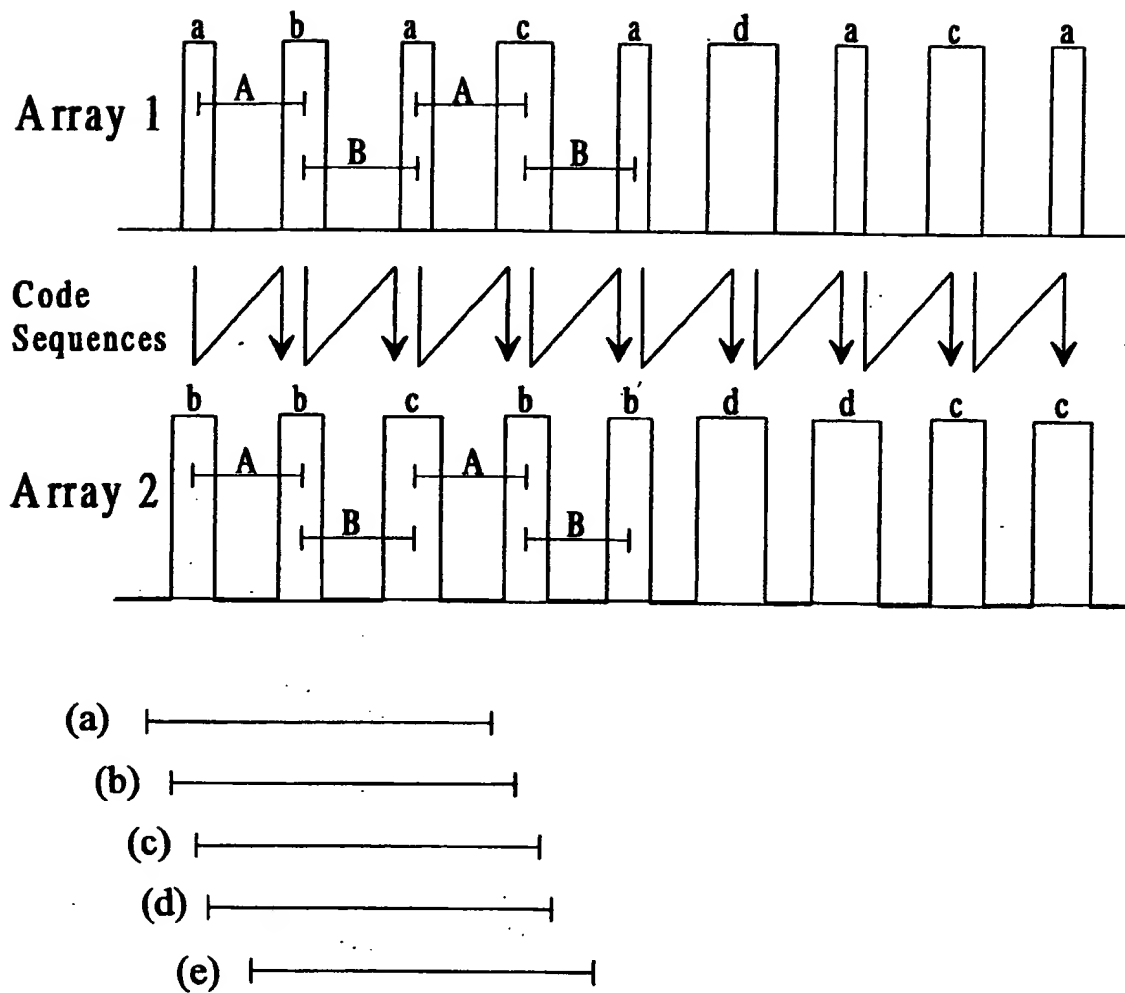 a b a c a d a c a
A A
Array 1
B B
Code
Sequences
b b c b b' d d c c
A A
Array 2
B B
(a)
(b)
(c)
(d)
(e)